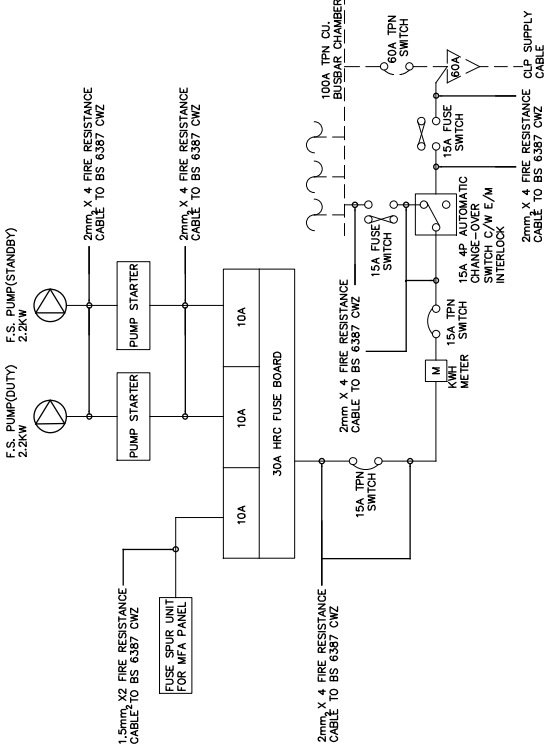 F.S. PUMP(DUTY)
2.2KW
F.S. PUMP(STANDBY)
2.2KW
2mm² X 4 FIRE RESISTANCE
CABLE TO BS 6387 CWZ
PUMP STARTER
PUMP STARTER
2mm² X 4 FIRE RESISTANCE
CABLE TO BS 6387 CWZ
1.5mm² X2 FIRE RESISTANCE
CABLE TO BS 6387 CWZ
FUSE SPUR UNIT
FOR MFA PANEL
10A
10A
10A
30A HRC FUSE BOARD
2mm² X 4 FIRE RESISTANCE
CABLE TO BS 6387 CWZ
15A TPN
SWITCH
M
KWH
METER
15A TPN
SWITCH
2mm² X 4 FIRE RESISTANCE
CABLE TO BS 6387 CWZ
15A FUSE
SWITCH
15A 4P AUTOMATIC
CHANGE-OVER
SWITCH C/W E/M
INTERLOCK
100A TPN CU.
BUSBAR CHAMBER
60A TPN
SWITCH
60A
15A FUSE
SWITCH
2mm² X 4 FIRE RESISTANCE
CABLE TO BS 6387 CWZ
CLP SUPPLY
CABLE